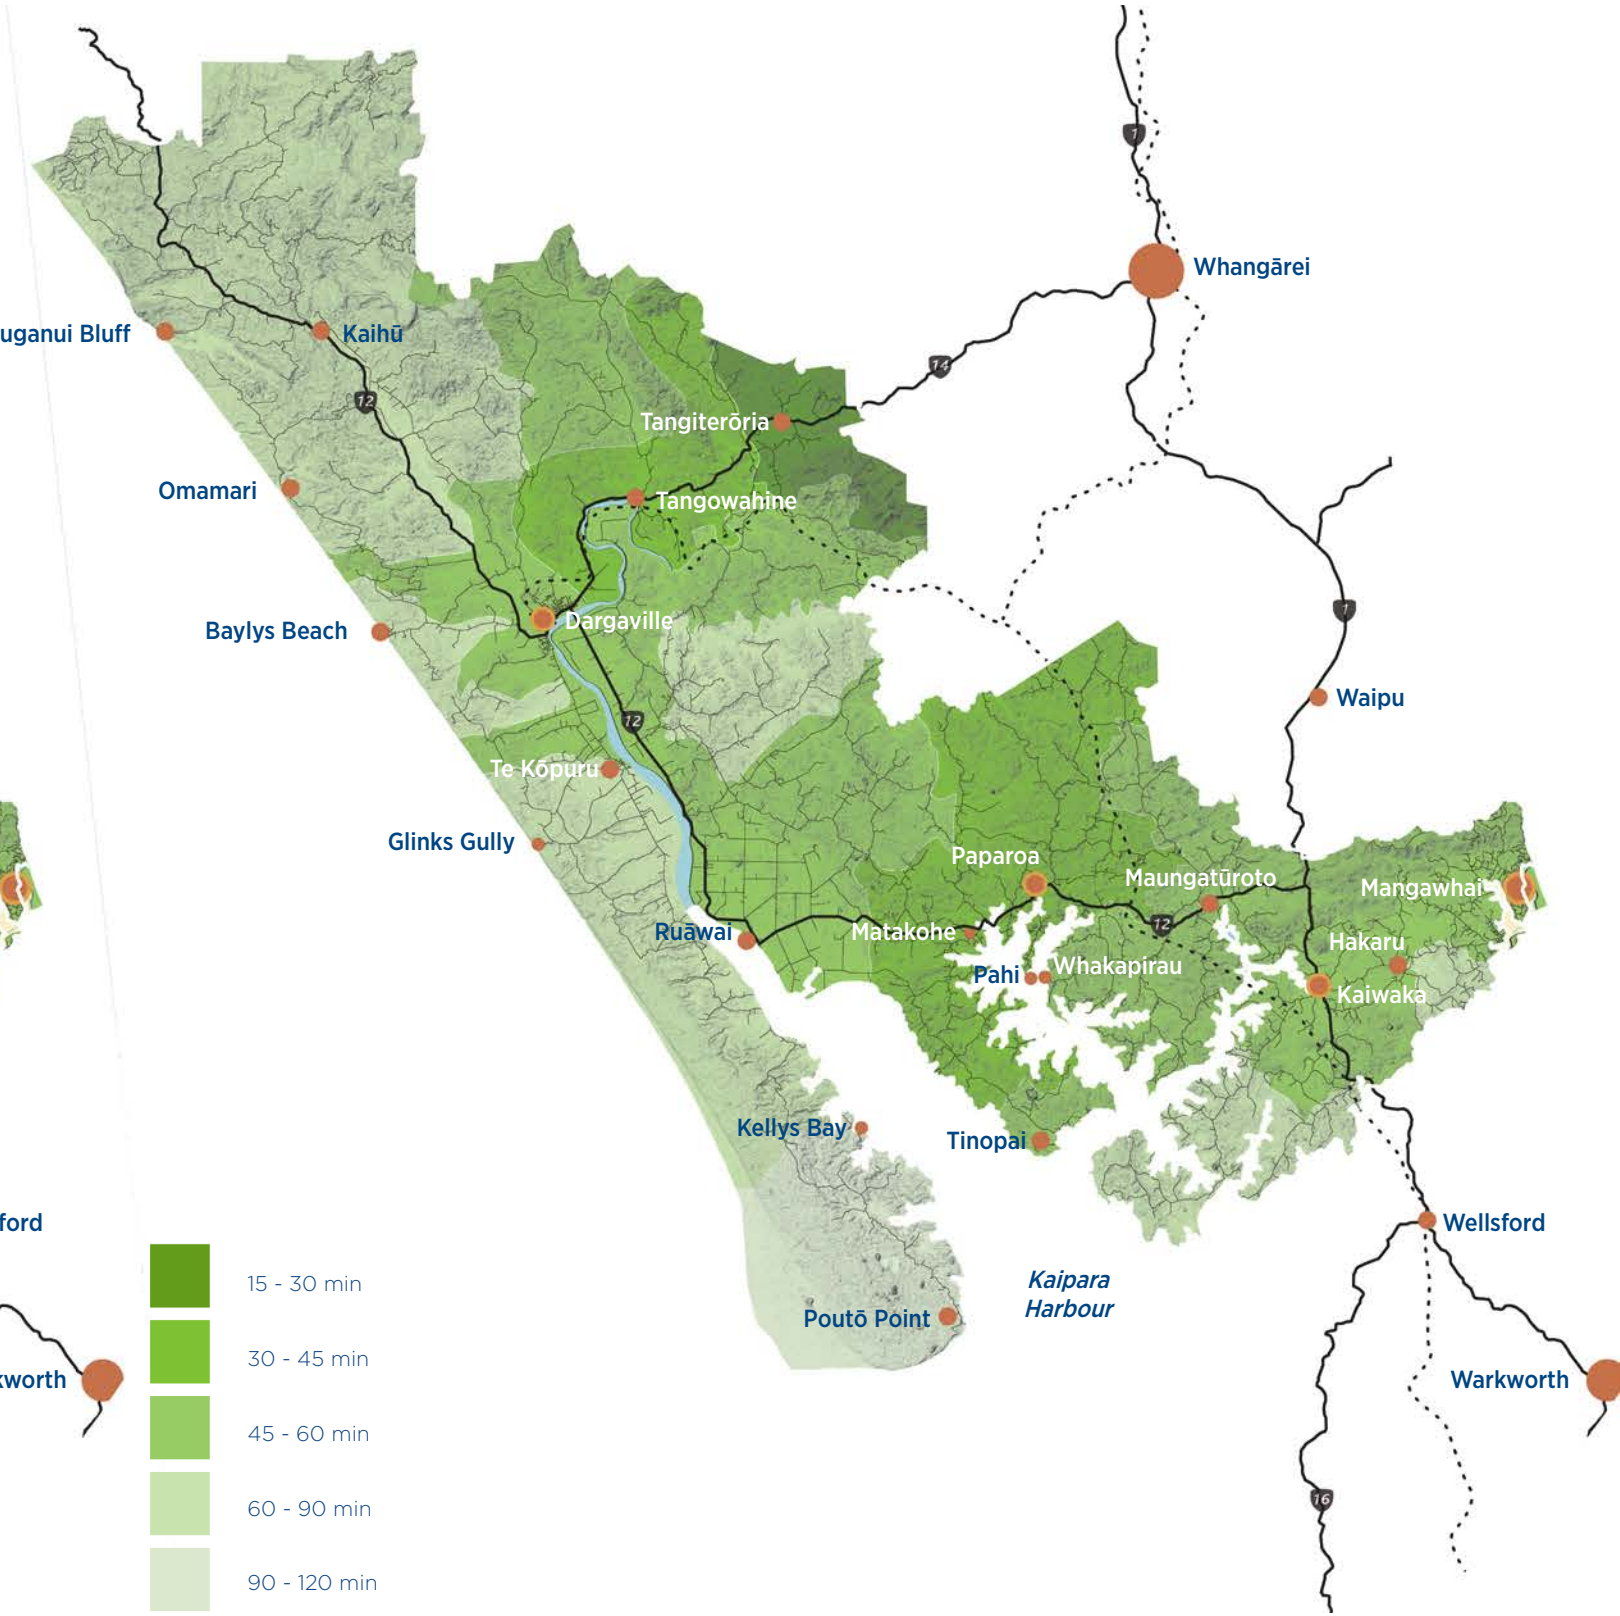 1
Whangārei
uganui Bluff
Kaihū
14
12
Tangiterōria
Omamari
Tangowahine
1
Baylys Beach
Dargaville
Waipu
12
Te Kōpuru
Glinks Gully
Paparoa
Maungatūroto
Mangawhai
Ruāwai
Matakohe
12
Hakaru
Pahi
Whakapirau
Kaiwaka
Kellys Bay
Tinopai
ford
Wellsford
Kaipara
Harbour
15 - 30 min
Poutō Point
30 - 45 min
kworth
Warkworth
45 - 60 min
60 - 90 min
16
90 - 120 min